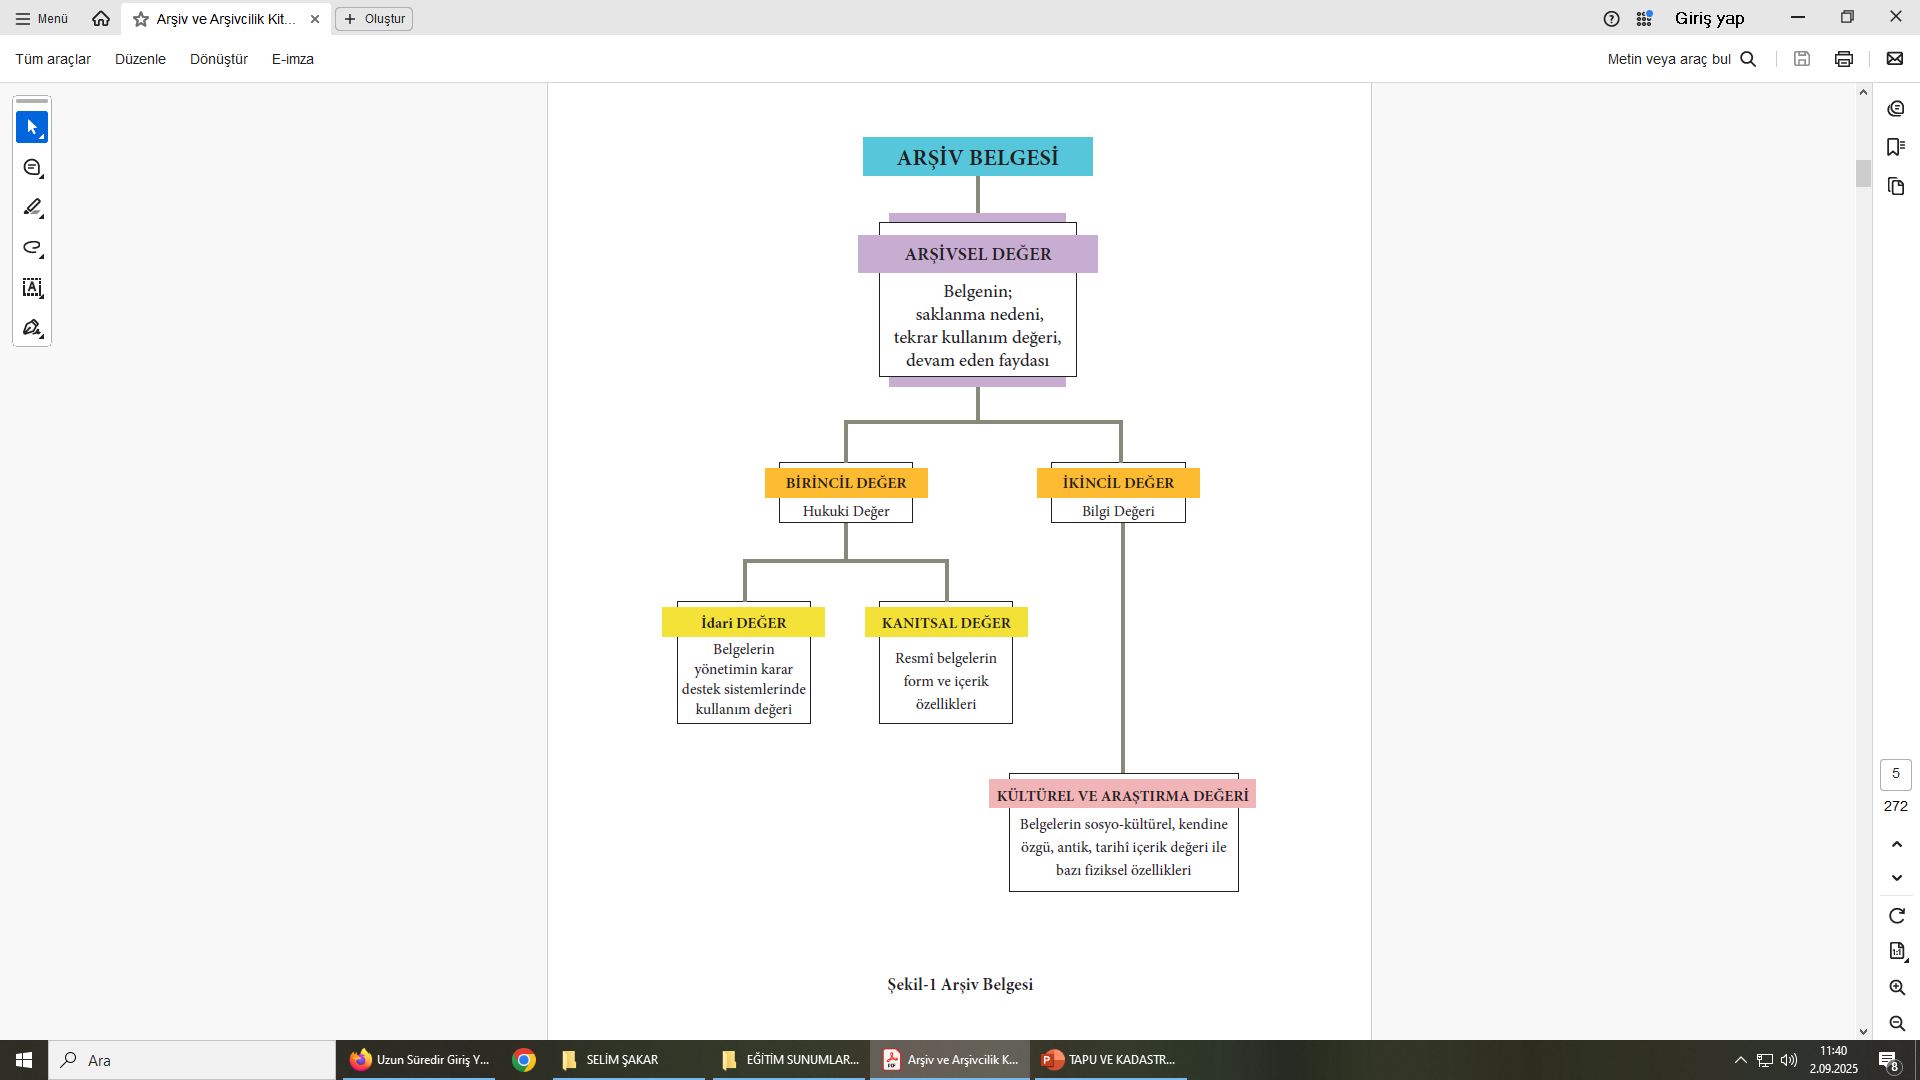 Menü
Arşiv ve Arşivcilik Kit...
Oluştur
Giriş yap
Tüm araçlar
Düzenle
Dönüştür
E-imza
Metin veya araç bul
ARŞİV BELGESİ
ARŞİVSEL DEĞER
Belgenin;
saklanma nedeni,
tekrar kullanım değeri,
devam eden faydası
BİRİNCİL DEĞER
Hukuki Değer
İKİNCİL DEĞER
Bilgi Değeri
İdari DEĞER
Belgelerin
yönetimin karar
destek sistemlerinde
kullanım değeri
KANITSAL DEĞER
Resmî belgelerin
form ve içerik
özellikleri
KÜLTÜREL VE ARAŞTIRMA DEĞERİ
Belgelerin sosyo-kültürel, kendine
özgü, antik, tarihî içerik değeri ile
bazı fiziksel özellikleri
Şekil-1 Arşiv Belgesi
5
272
1:1
Ara
Uzun Süredir Giriş Y...
SELİM ŞAKAR
EĞİTİM SUNUMLAR...
Arşiv ve Arşivcilik K...
TAPU VE KADASTR...
11:40
2.09.2025
8